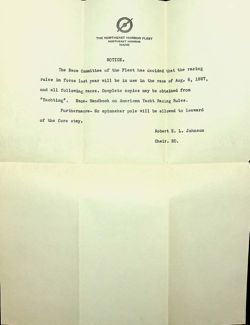 THE NORTHEAST HARBOR FLEET
NORTHEAST HARBOR
MAINE
NOTICE.
The Race Committee of the Fleet has decided that the racing
rules in force last year will be in use in the race of Aug. 6, 1927,
and all following races. Complete copies may be obtained from
"Yachting". Name- Handbook on American Yacht Racing Rules.
Furthermore- No spinnaker pole will be allowed to leeward
of the fore stay.
Robert E. L. Johnson
Chair. RC.